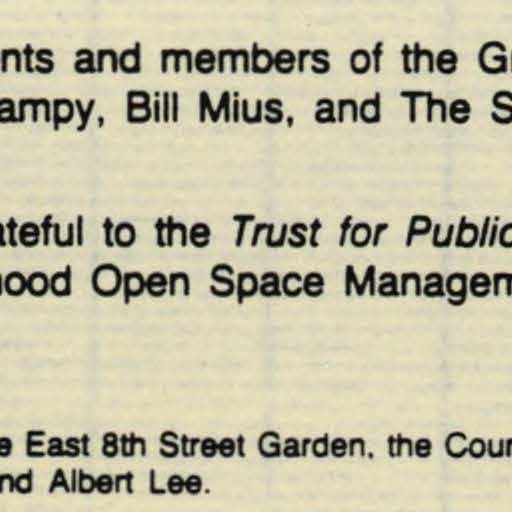 nts and members of the G
ampy, Bill Mius, and The S
ateful to the Trust for Public
ood Open Space Managem
e East 8th Street Garden, the Cour
nd Albert Lee.